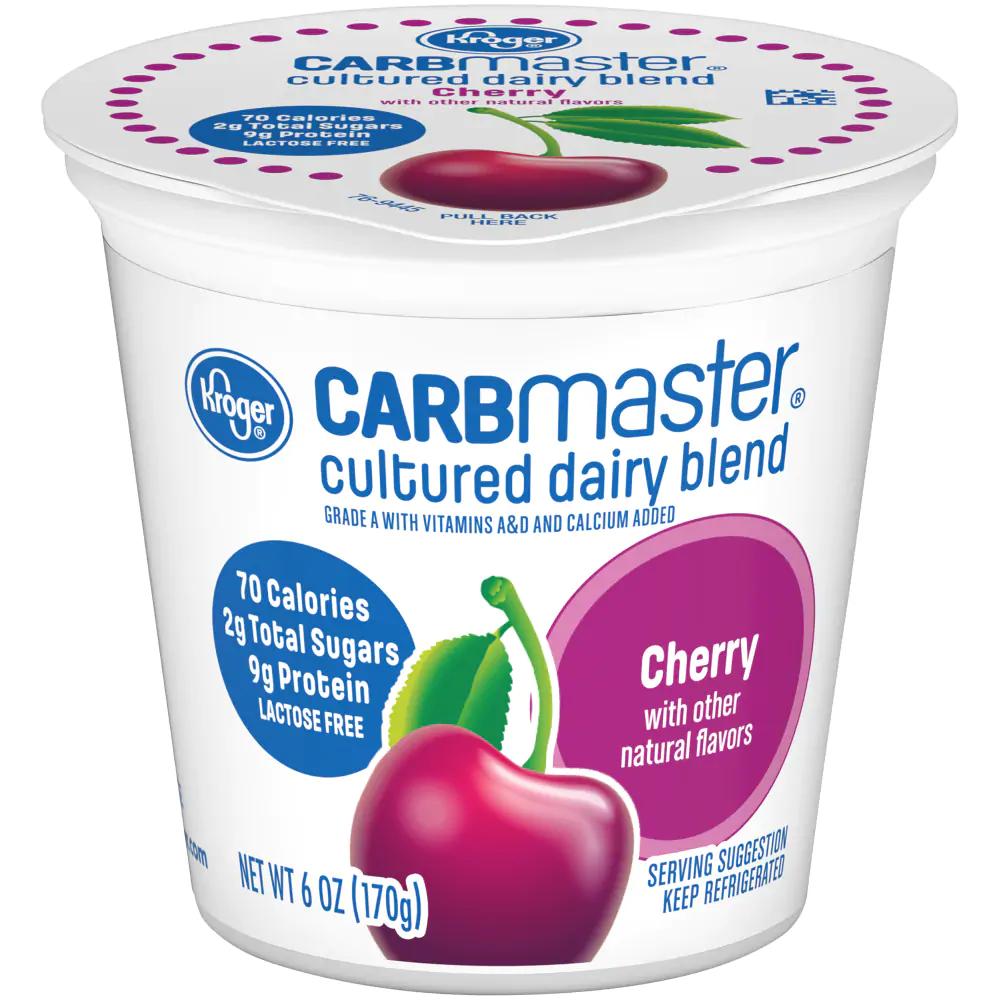 Kroger®
CARBmaster®
cultured dairy blend
Cherry
with other natural flavors
70 Calories
2g Total Sugars
9g Protein
LACTOSE FREE
76-9445
PULL BACK
HERE
Kroger®
CARBmaster®
cultured dairy blend
GRADE A WITH VITAMINS A&D AND CALCIUM ADDED
70 Calories
2g Total Sugars
9g Protein
LACTOSE FREE
Cherry
with other
natural flavors
SERVING SUGGESTION
KEEP REFRIGERATED
NET WT 6 OZ (170g)
.com